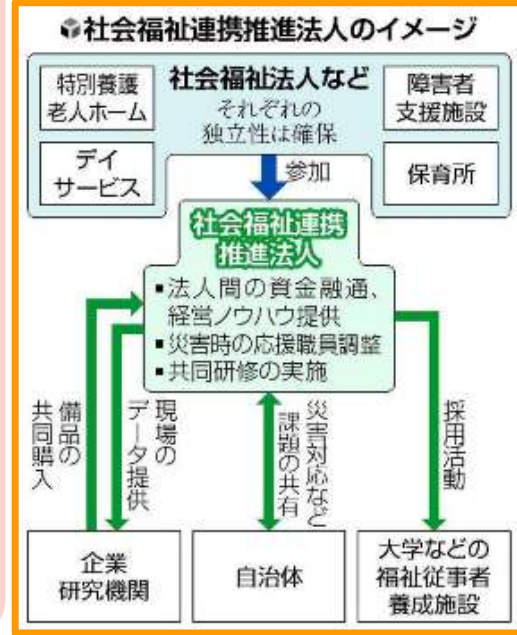 社会福祉連携推進法人のイメージ
特別養護
老人ホーム
社会福祉法人など
それぞれの
独立性は確保
障害者
支援施設
デイ
サービス
参加
保育所
社会福祉連携
推進法人
▪法人間の資金融通、
経営ノウハウ提供
▪災害時の応援職員調整
▪共同研修の実施
備品の
共同購入
現場の
データ提供
災害対応など
課題の共有
採用活動
企業
研究機関
自治体
大学などの
福祉従事者
養成施設